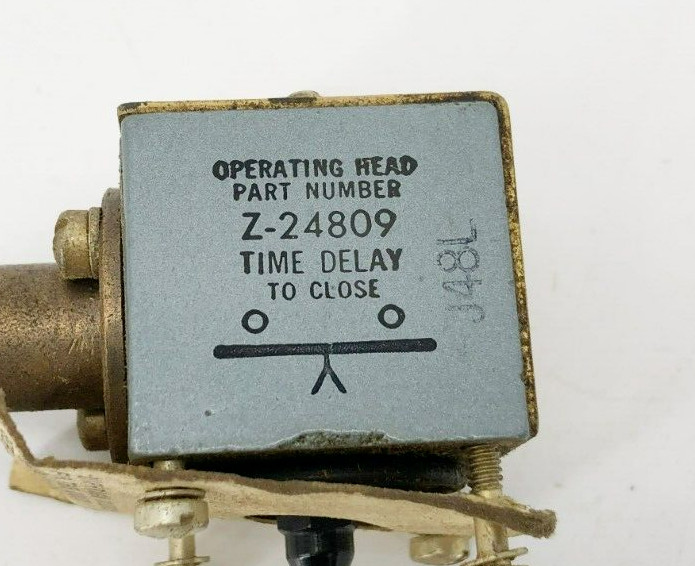 OPERATING HEAD
PART NUMBER
Z-24809
TIME DELAY
TO CLOSE
J48L